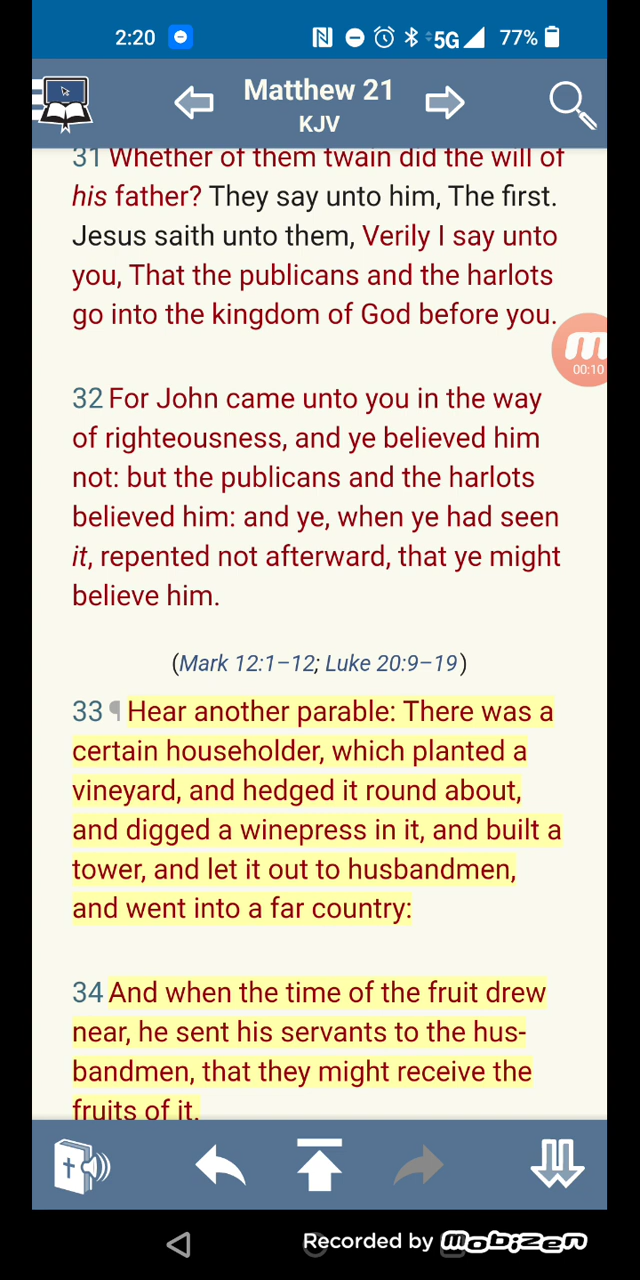 2:20
5G
77%
Matthew 21
KJV
31 Whether of them twain did the will of
his father? They say unto him, The first.
Jesus saith unto them, Verily I say unto
you, That the publicans and the harlots
go into the kingdom of God before you.
00:10
32 For John came unto you in the way
of righteousness, and ye believed him
not: but the publicans and the harlots
believed him: and ye, when ye had seen
it, repented not afterward, that ye might
believe him.
(Mark 12:1–12; Luke 20:9–19)
33 ¶ Hear another parable: There was a
certain householder, which planted a
vineyard, and hedged it round about,
and digged a winepress in it, and built a
tower, and let it out to husbandmen,
and went into a far country:
34 And when the time of the fruit drew
near, he sent his servants to the hus-
bandmen, that they might receive the
fruits of it.
Recorded by mobizen